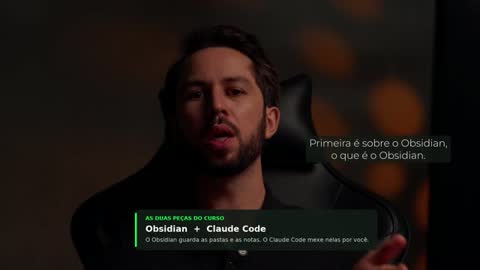 Primeira é sobre o Obsidian,
o que é o Obsidian.
AS DUAS PEÇAS DO CURSO
Obsidian + Claude Code
O Obsidian guarda as pastas e as notas. O Claude Code mexe nelas por você.